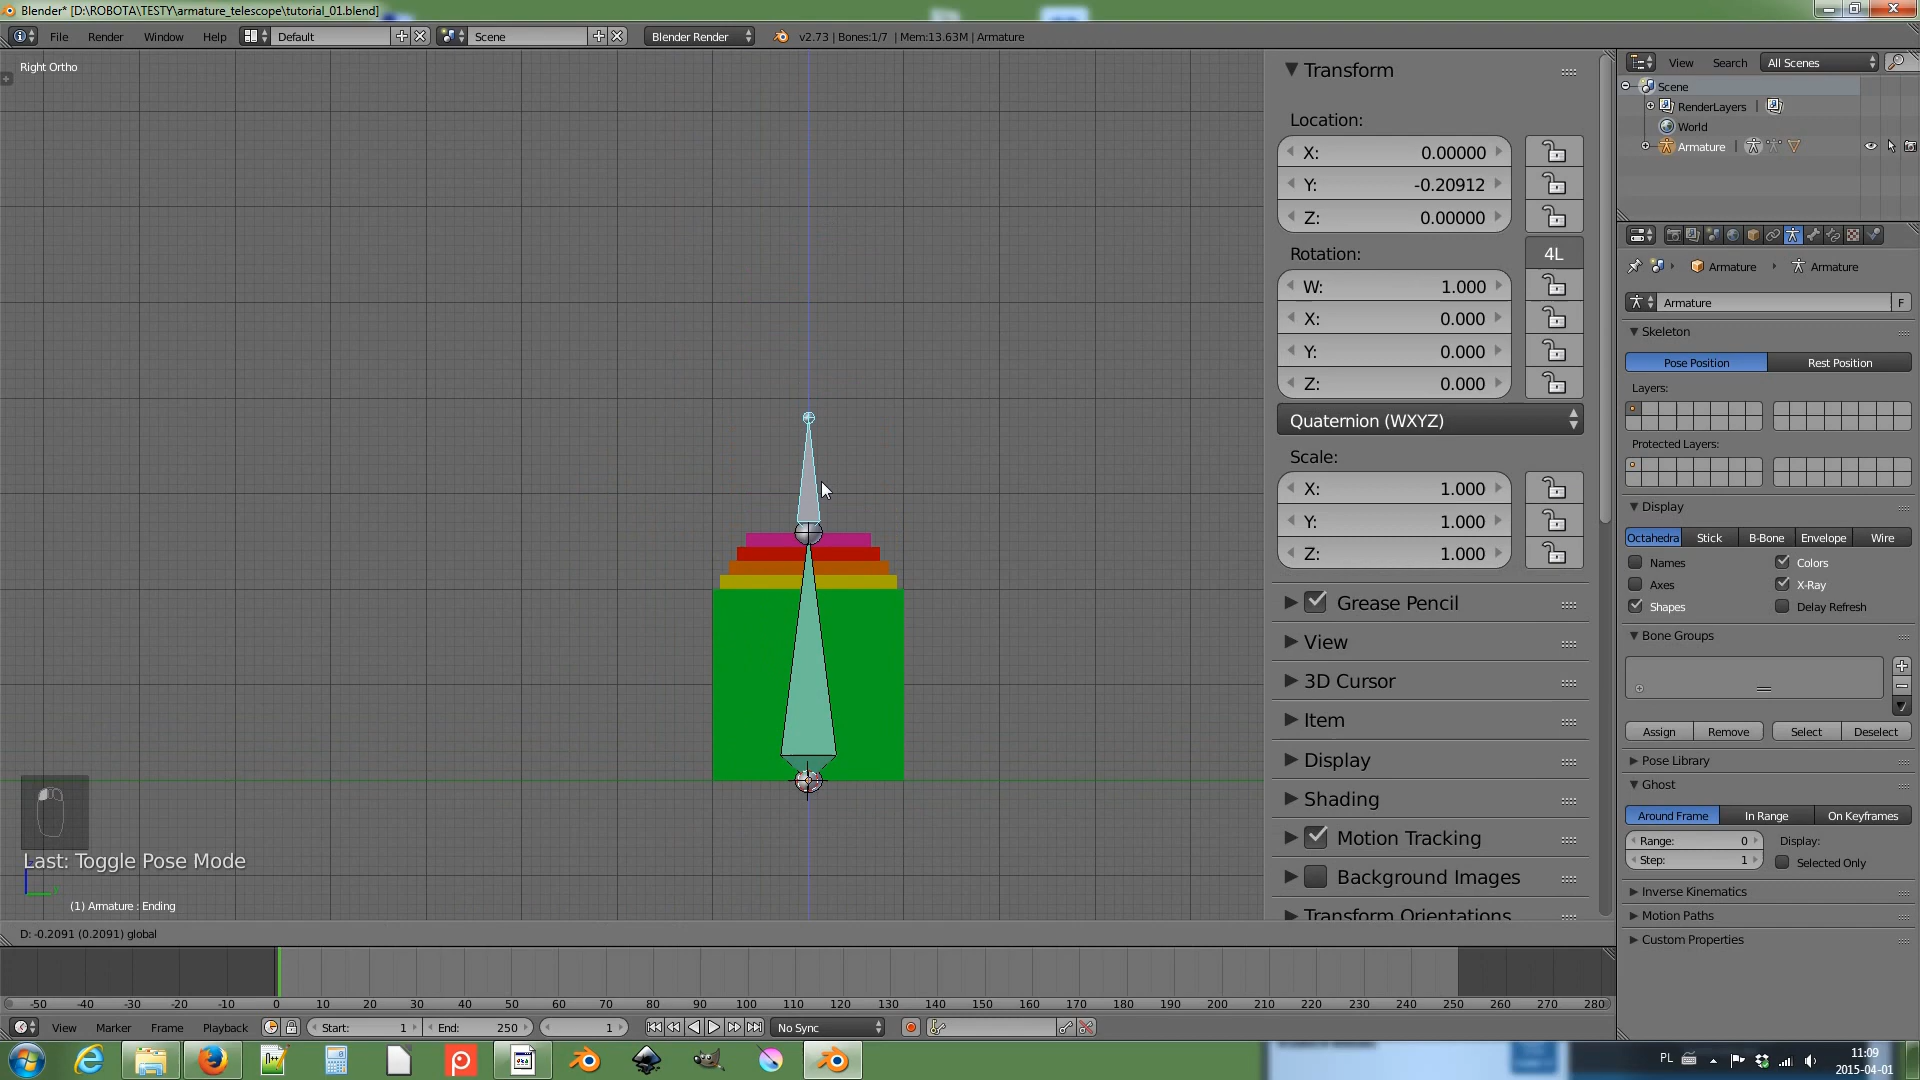 Blender* [D:\ROBOTA\TESTY\armature_telescope\tutorial_01.blend]
File Render Window Help Default Scene Blender Render v2.73 | Bones:1/7 | Mem:13.63M | Armature
Right Ortho
Last: Toggle Pose Mode
(1) Armature : Ending
D: -0.2091 (0.2091) global
Transform
Location:
X: 0.00000
Y: -0.20912
Z: 0.00000
Rotation: 4L
W: 1.000
X: 0.000
Y: 0.000
Z: 0.000
Quaternion (WXYZ)
Scale:
X: 1.000
Y: 1.000
Z: 1.000
Grease Pencil
View
3D Cursor
Item
Display
Shading
Motion Tracking
Background Images
Transform Orientations
View Search All Scenes
Scene
RenderLayers |
World
Armature |
Armature Armature
Armature F
Skeleton
Pose Position Rest Position
Layers:
Protected Layers:
Display
Octahedra Stick B-Bone Envelope Wire
Names Colors
Axes X-Ray
Shapes Delay Refresh
Bone Groups
Assign Remove Select Deselect
Pose Library
Ghost
Around Frame In Range On Keyframes
Range: 0 Display:
Step: 1 Selected Only
Inverse Kinematics
Motion Paths
Custom Properties
-50 -40 -30 -20 -10 0 10 20 30 40 50 60 70 80 90 100 110 120 130 140 150 160 170 180 190 200 210 220 230 240 250 260 270 280
View Marker Frame Playback Start: 1 End: 250 1 No Sync
PL 11:09
2015-04-01